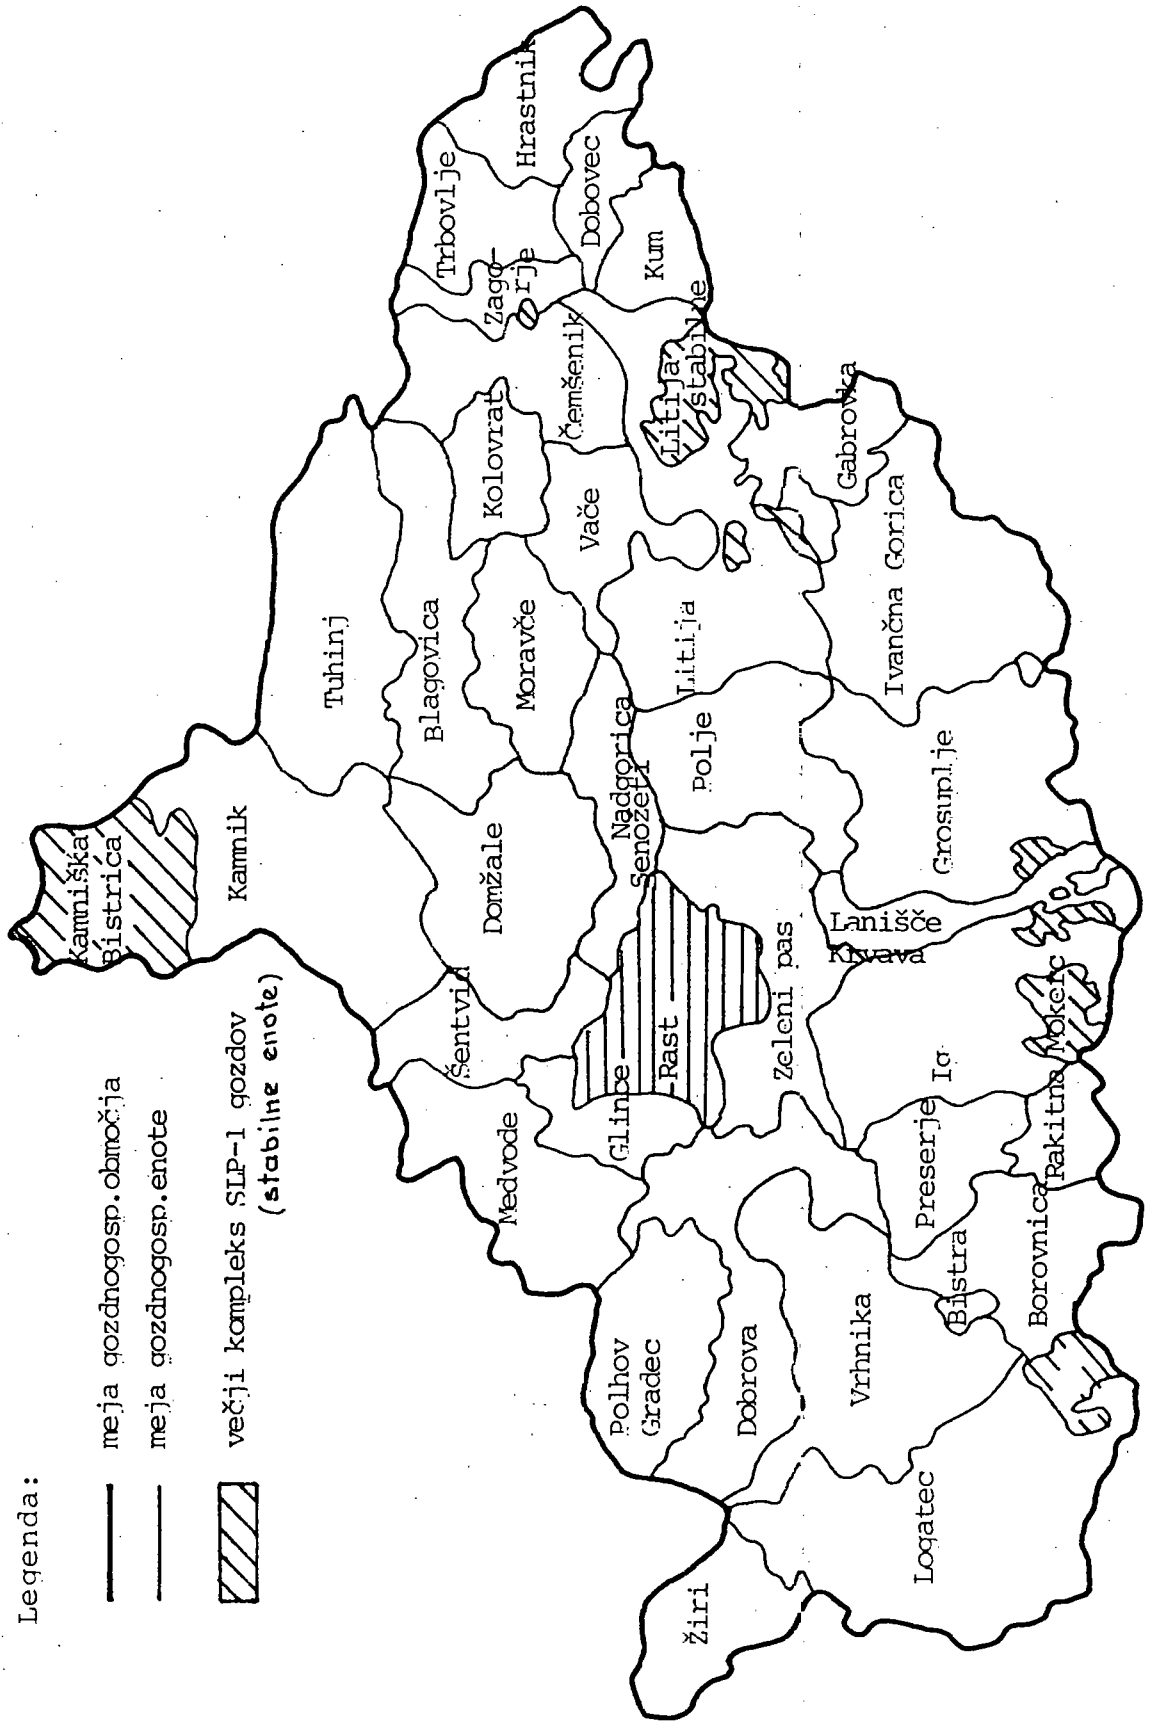 Legenda:
meja gozdnogosp.območja
meja gozdnogosp.enote
večji kompleks SLP-1 gozdov
(stabilne enote)
Kamniška
Bistrica
Kamnik
Tuhinj
Trbovlje
Hrastnik
Zago-
rje
Dobovec
Kum
Čemšenik
Kolovrat
Blagovica
Moravče
Vače
Domžale
Šentvid
Medvode
Glince
Rast
Nadgorica
Senožeti
Polje
Litija
Litija
stabilne
Gabrovka
Ivančna Gorica
Grosuplje
Lanišče
Krvava
Zeleni pas
Mokerc
Ig
Rakitna
Preserje
Borovnica
Bistra
Vrhnika
Dobrova
Polhov
Gradec
Logatec
Žiri